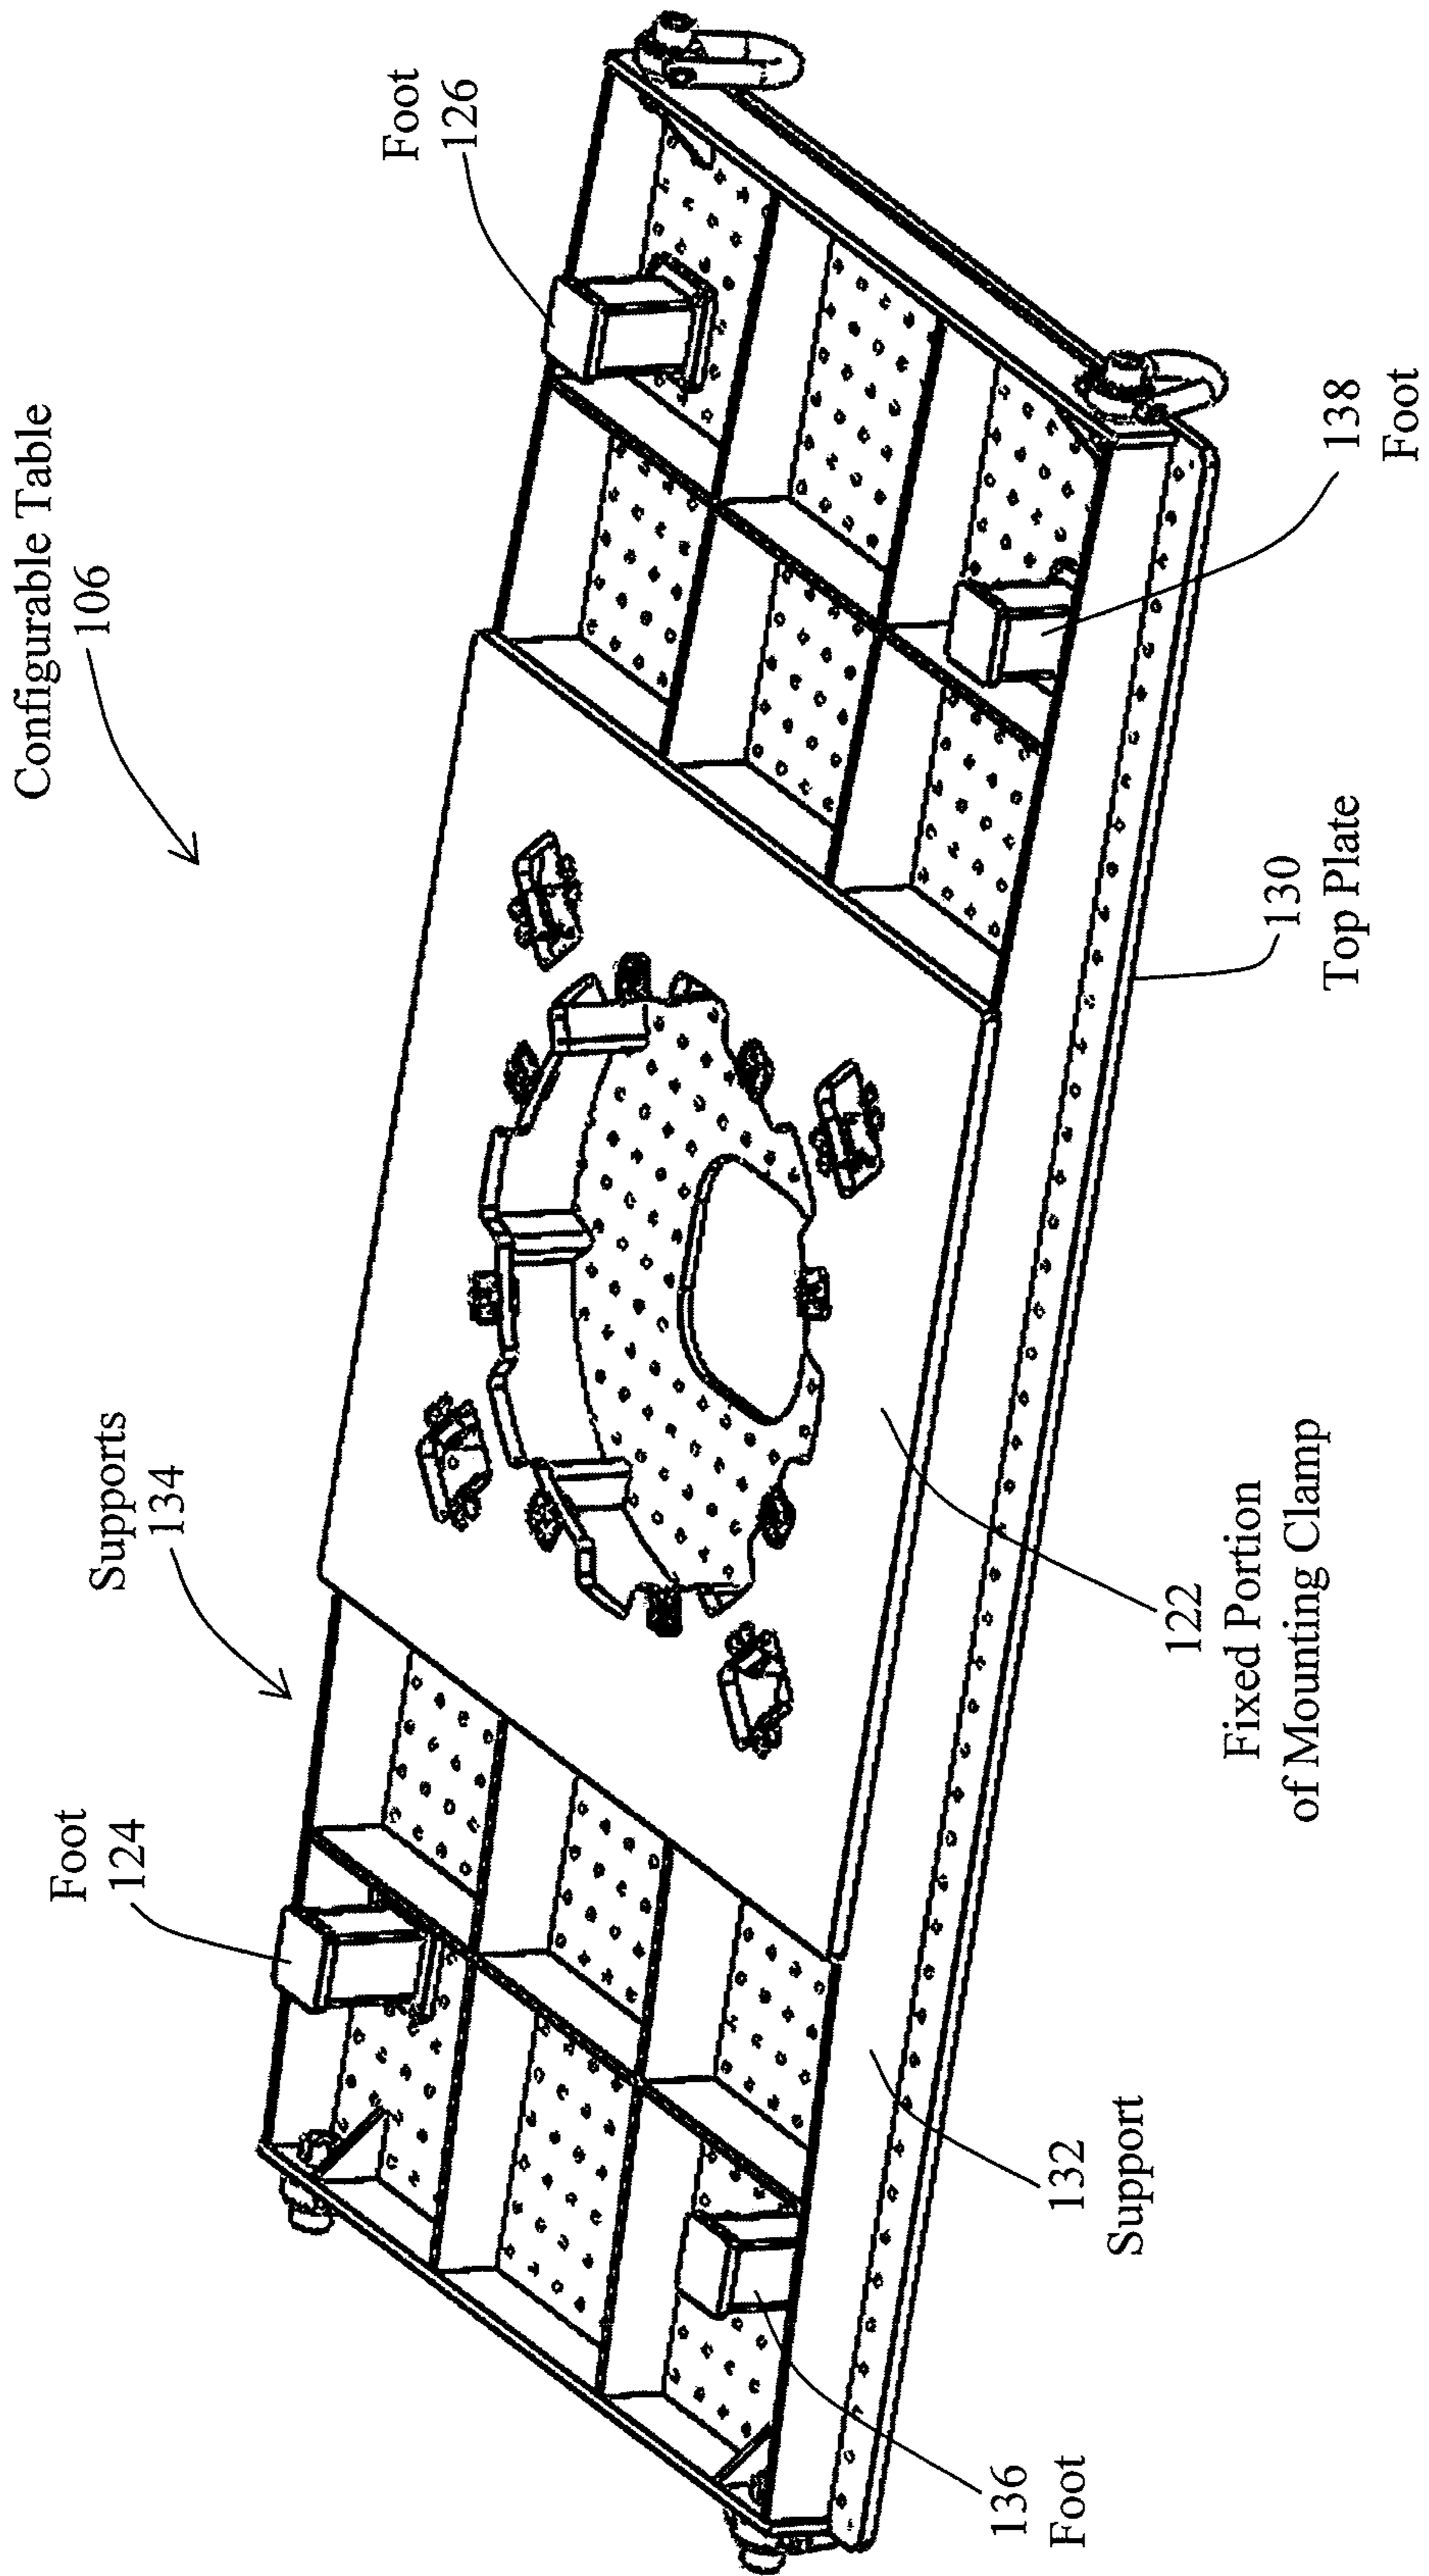 Configurable Table
106
Supports
134
Foot
124
Foot
126
136
Foot
132
Support
122
Fixed Portion
of Mounting Clamp
130
Top Plate
138
Foot